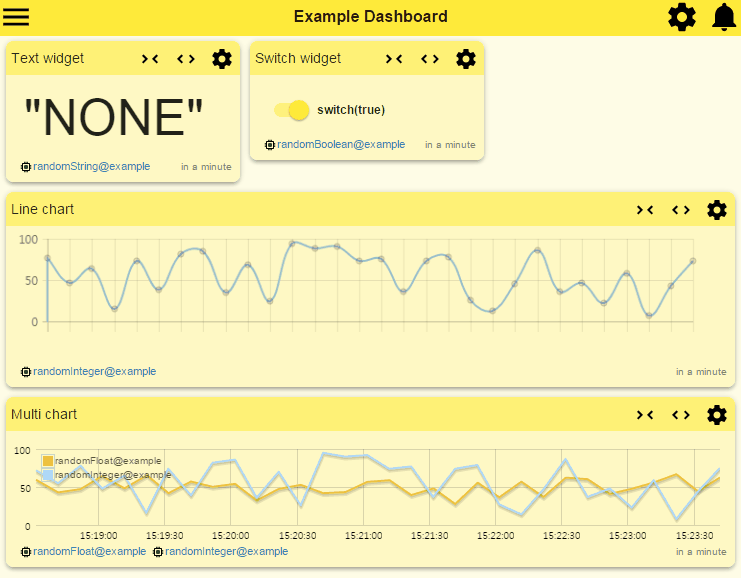 Example Dashboard
Text widget
Switch widget
"NONE"
switch(true)
randomString@example in a minute
randomBoolean@example in a minute
Line chart
100
50
0
randomInteger@example in a minute
Multi chart
100
50
0
randomFloat@example
randomInteger@example
15:19:00 15:19:30 15:20:00 15:20:30 15:21:00 15:21:30 15:22:00 15:22:30 15:23:00 15:23:30
randomFloat@example randomInteger@example in a minute